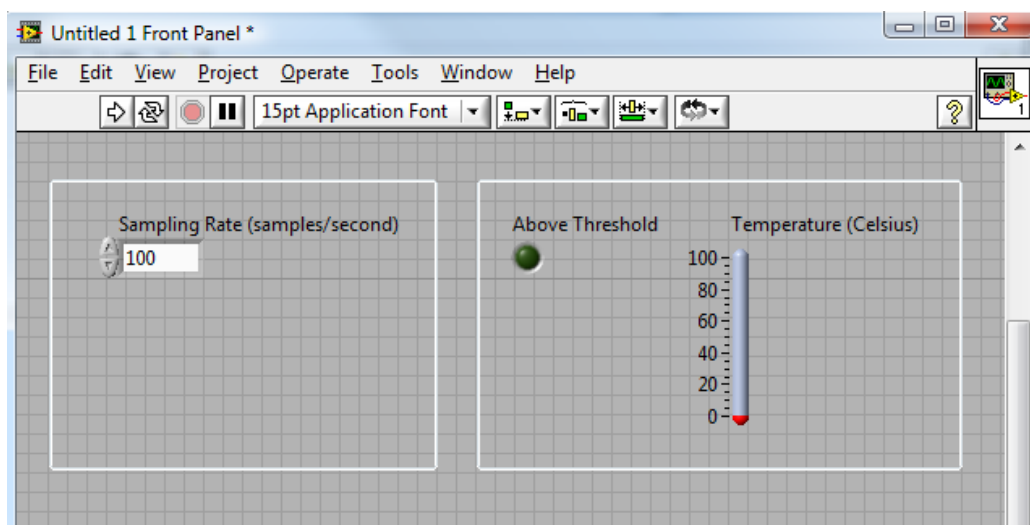 Untitled 1 Front Panel *
File Edit View Project Operate Tools Window Help
15pt Application Font
?
1
Sampling Rate (samples/second)
100
Above Threshold
Temperature (Celsius)
100
80
60
40
20
0